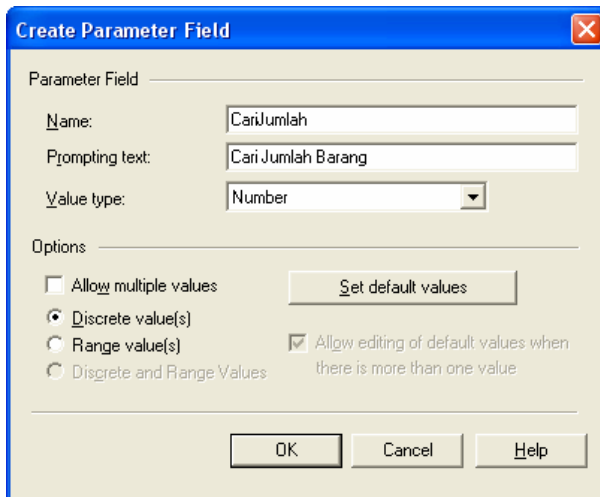 Create Parameter Field
Parameter Field
Name: CariJumlah
Prompting text: Cari Jumlah Barang
Value type: Number
Options
Allow multiple values Set default values
Discrete value(s)
Range value(s) Allow editing of default values when
Discrete and Range Values there is more than one value
OK Cancel Help